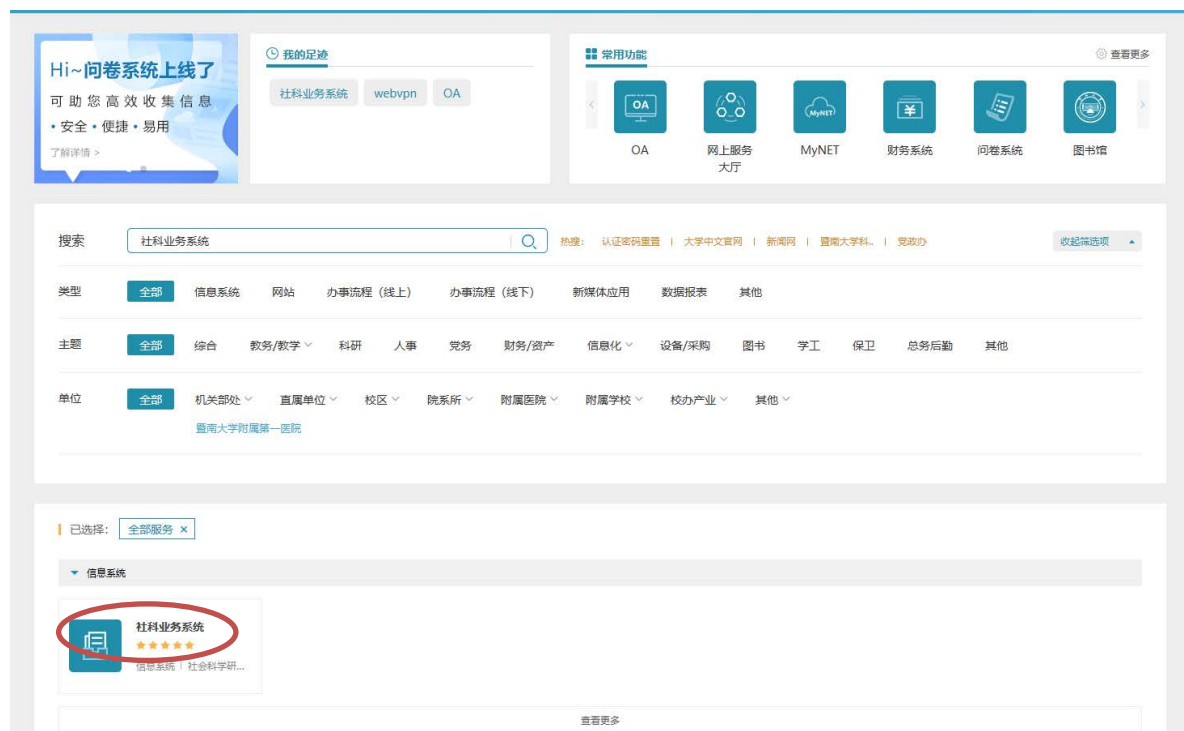 Hi~问卷系统上线了
可助您高效收集信息
•安全•便捷•易用
了解详情 >
我的足迹
社科业务系统 webvpn OA
常用功能 查看更多
OA MyNET ¥
OA 网上服务大厅 MyNET 财务系统 问卷系统 图书馆
搜索 社科业务系统 热搜: 认证密码重置 | 大学中文官网 | 新闻网 | 暨南大学科... | 党政办 收起筛选项
类型 全部 信息系统 网站 办事流程（线上） 办事流程（线下） 新媒体应用 数据报表 其他
主题 全部 综合 教务/教学 科研 人事 党务 财务/资产 信息化 设备/采购 图书 学工 保卫 总务后勤 其他
单位 全部 机关部处 直属单位 校区 院系所 附属医院 附属学校 校办产业 其他
暨南大学附属第一医院
已选择: 全部服务 ×
信息系统
社科业务系统
信息系统 | 社会科学研...
查看更多